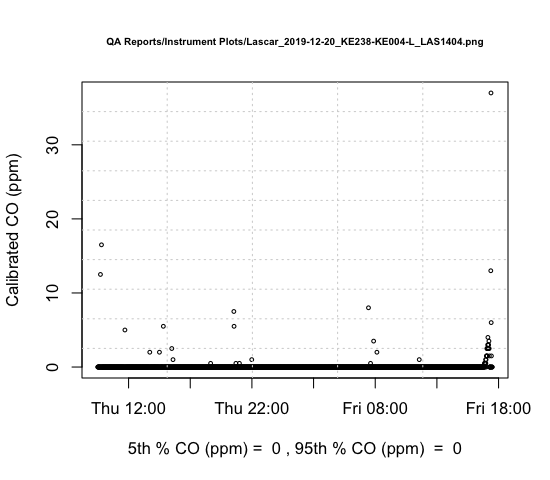 QA Reports/Instrument Plots/Lascar_2019-12-20_KE238-KE004-L_LAS1404.png
Calibrated CO (ppm)
30
20
10
0
Thu 12:00 Thu 22:00 Fri 08:00 Fri 18:00
5th % CO (ppm) = 0 , 95th % CO (ppm) = 0